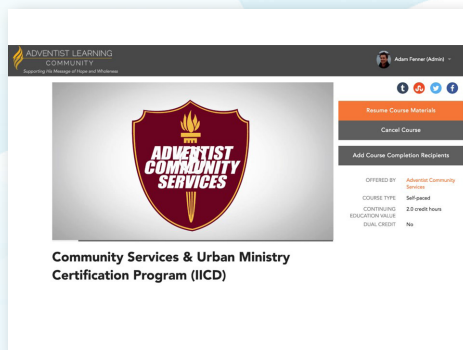 ADVENTIST LEARNING
COMMUNITY
Supporting His Message of Hope and Wholeness
Adam Fenner (Admin)
ADVENTIST
COMMUNITY
SERVICES
Resume Course Materials
Cancel Course
Add Course Completion Recipients
OFFERED BY Adventist Community
Services
COURSE TYPE Self-paced
CONTINUING 2.0 credit hours
EDUCATION VALUE
DUAL CREDIT No
Community Services & Urban Ministry
Certification Program (IICD)